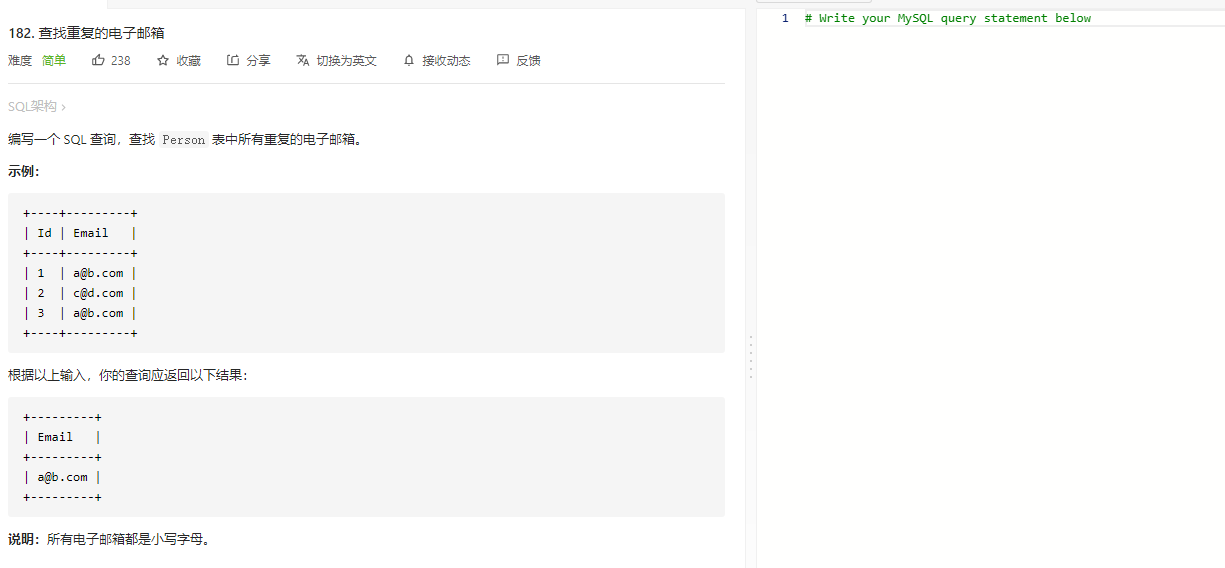 182. 查找重复的电子邮箱
难度 简单 238 收藏 分享 切换为英文 接收动态 反馈
SQL架构 ›
编写一个 SQL 查询，查找 Person 表中所有重复的电子邮箱。
示例：
+----+---------+
| Id | Email   |
+----+---------+
| 1  | a@b.com |
| 2  | c@d.com |
| 3  | a@b.com |
+----+---------+
根据以上输入，你的查询应返回以下结果：
+---------+
| Email   |
+---------+
| a@b.com |
+---------+
说明：所有电子邮箱都是小写字母。
1 # Write your MySQL query statement below